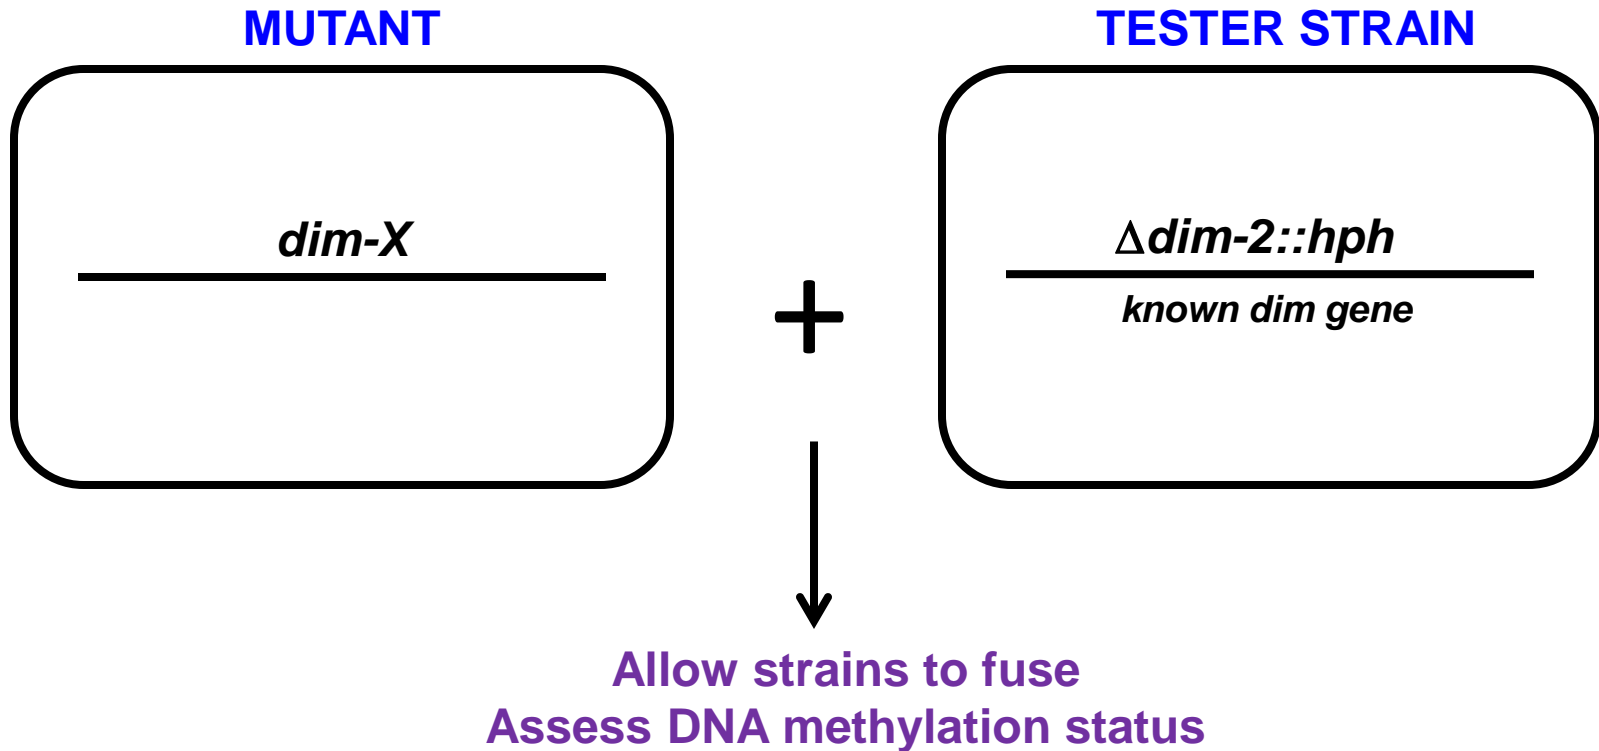 MUTANT
TESTER STRAIN
dim-X
Δdim-2::hph
known dim gene
+
Allow strains to fuse
Assess DNA methylation status